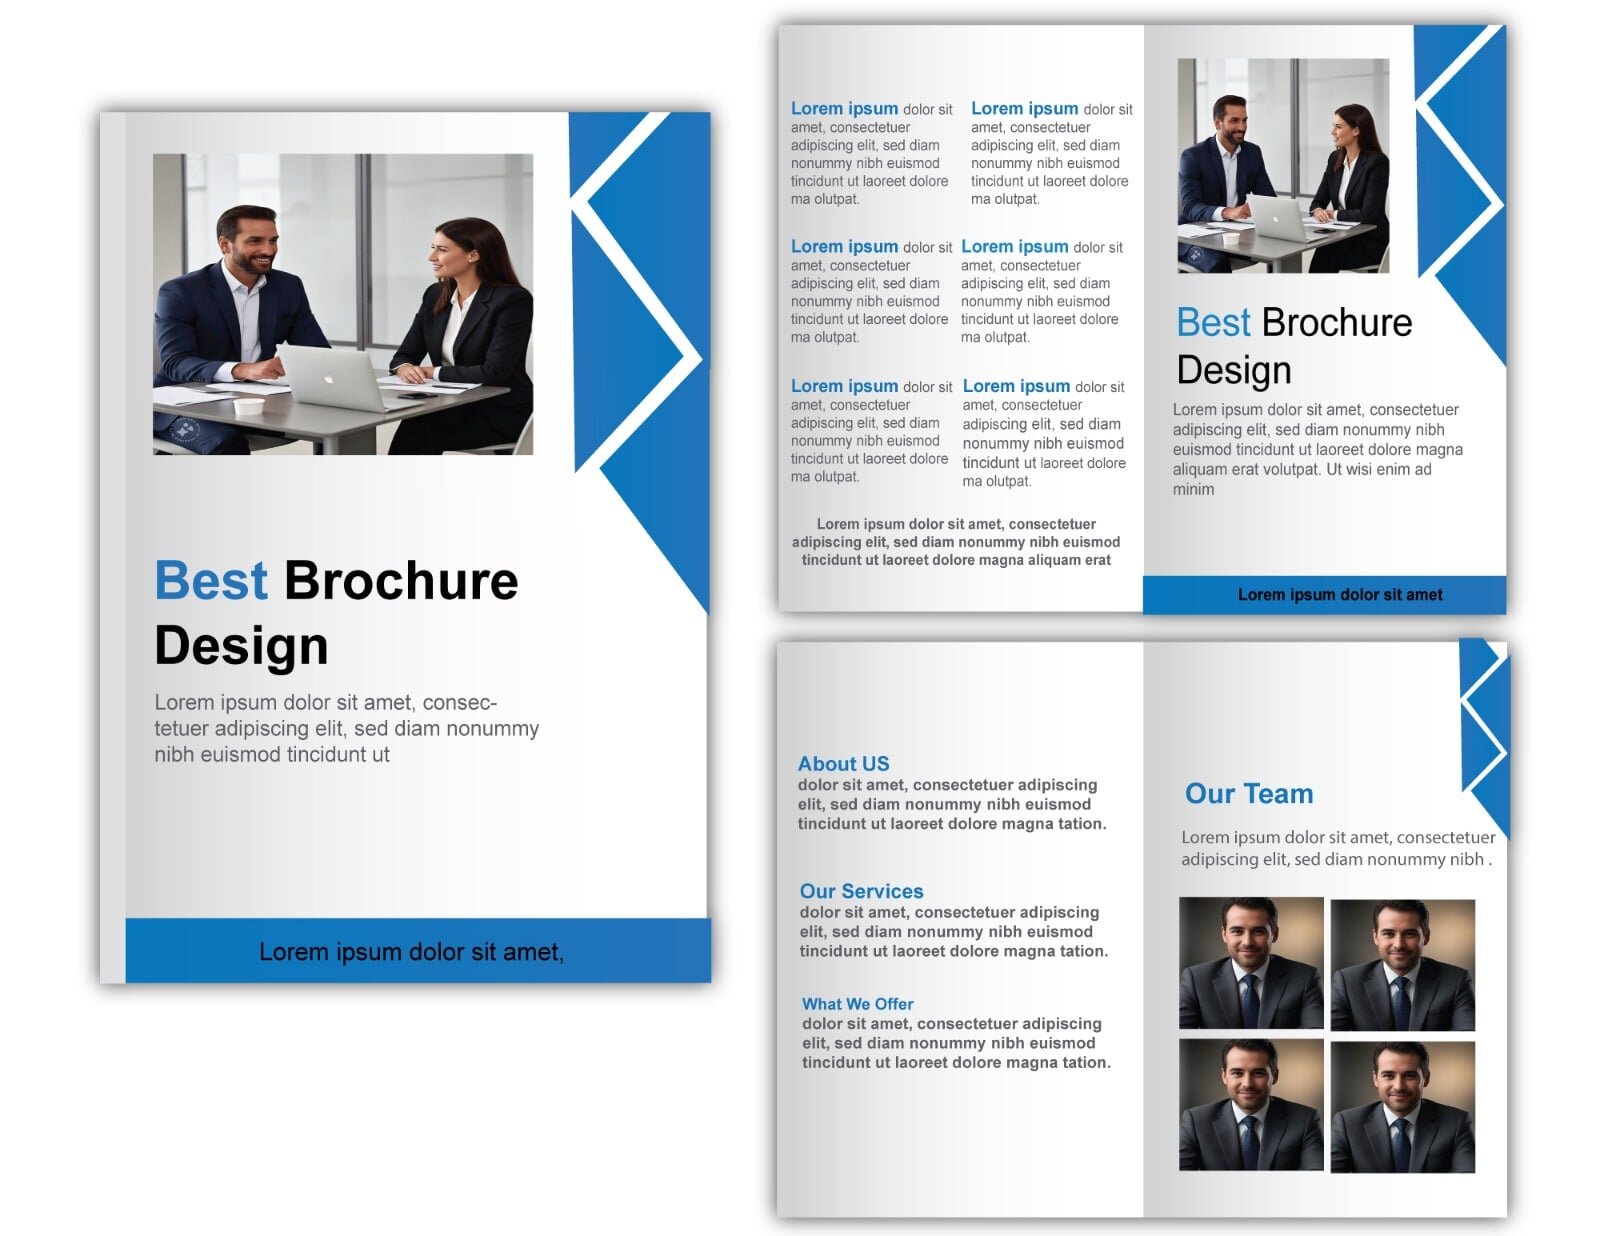 Best Brochure
Design
Lorem ipsum dolor sit amet, consec-
tetuer adipiscing elit, sed diam nonummy
nibh euismod tincidunt ut
Lorem ipsum dolor sit amet,
Lorem ipsum dolor sit
amet, consectetuer
adipiscing elit, sed diam
nonummy nibh euismod
tincidunt ut laoreet dolore
ma olutpat.
Lorem ipsum dolor sit
amet, consectetuer
adipiscing elit, sed diam
nonummy nibh euismod
tincidunt ut laoreet dolore
ma olutpat.
Lorem ipsum dolor sit
amet, consectetuer
adipiscing elit, sed diam
nonummy nibh euismod
tincidunt ut laoreet dolore
ma olutpat.
Lorem ipsum dolor sit
amet, consectetuer
adipiscing elit, sed diam
nonummy nibh euismod
tincidunt ut laoreet dolore
ma olutpat.
Lorem ipsum dolor sit
amet, consectetuer
adipiscing elit, sed diam
nonummy nibh euismod
tincidunt ut laoreet dolore
ma olutpat.
Lorem ipsum dolor sit
amet, consectetuer
adipiscing elit, sed diam
nonummy nibh euismod
tincidunt ut laoreet dolore
ma olutpat.
Lorem ipsum dolor sit amet, consectetuer
adipiscing elit, sed diam nonummy nibh euismod
tincidunt ut laoreet dolore magna aliquam erat
Best Brochure
Design
Lorem ipsum dolor sit amet, consectetuer
adipiscing elit, sed diam nonummy nibh
euismod tincidunt ut laoreet dolore magna
aliquam erat volutpat. Ut wisi enim ad
minim
Lorem ipsum dolor sit amet
About US
dolor sit amet, consectetuer adipiscing
elit, sed diam nonummy nibh euismod
tincidunt ut laoreet dolore magna tation.
Our Services
dolor sit amet, consectetuer adipiscing
elit, sed diam nonummy nibh euismod
tincidunt ut laoreet dolore magna tation.
What We Offer
dolor sit amet, consectetuer adipiscing
elit, sed diam nonummy nibh euismod
tincidunt ut laoreet dolore magna tation.
Our Team
Lorem ipsum dolor sit amet, consectetuer
adipiscing elit, sed diam nonummy nibh .